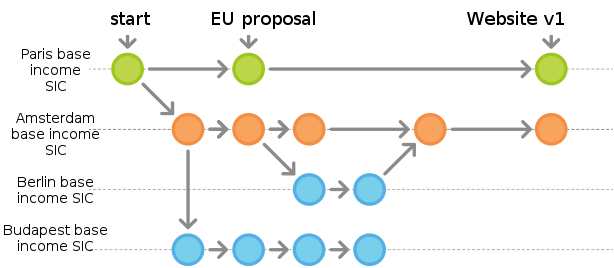 start
EU proposal
Website v1
Paris base
income
SIC
Amsterdam
base income
SIC
Berlin base
income SIC
Budapest base
income SIC